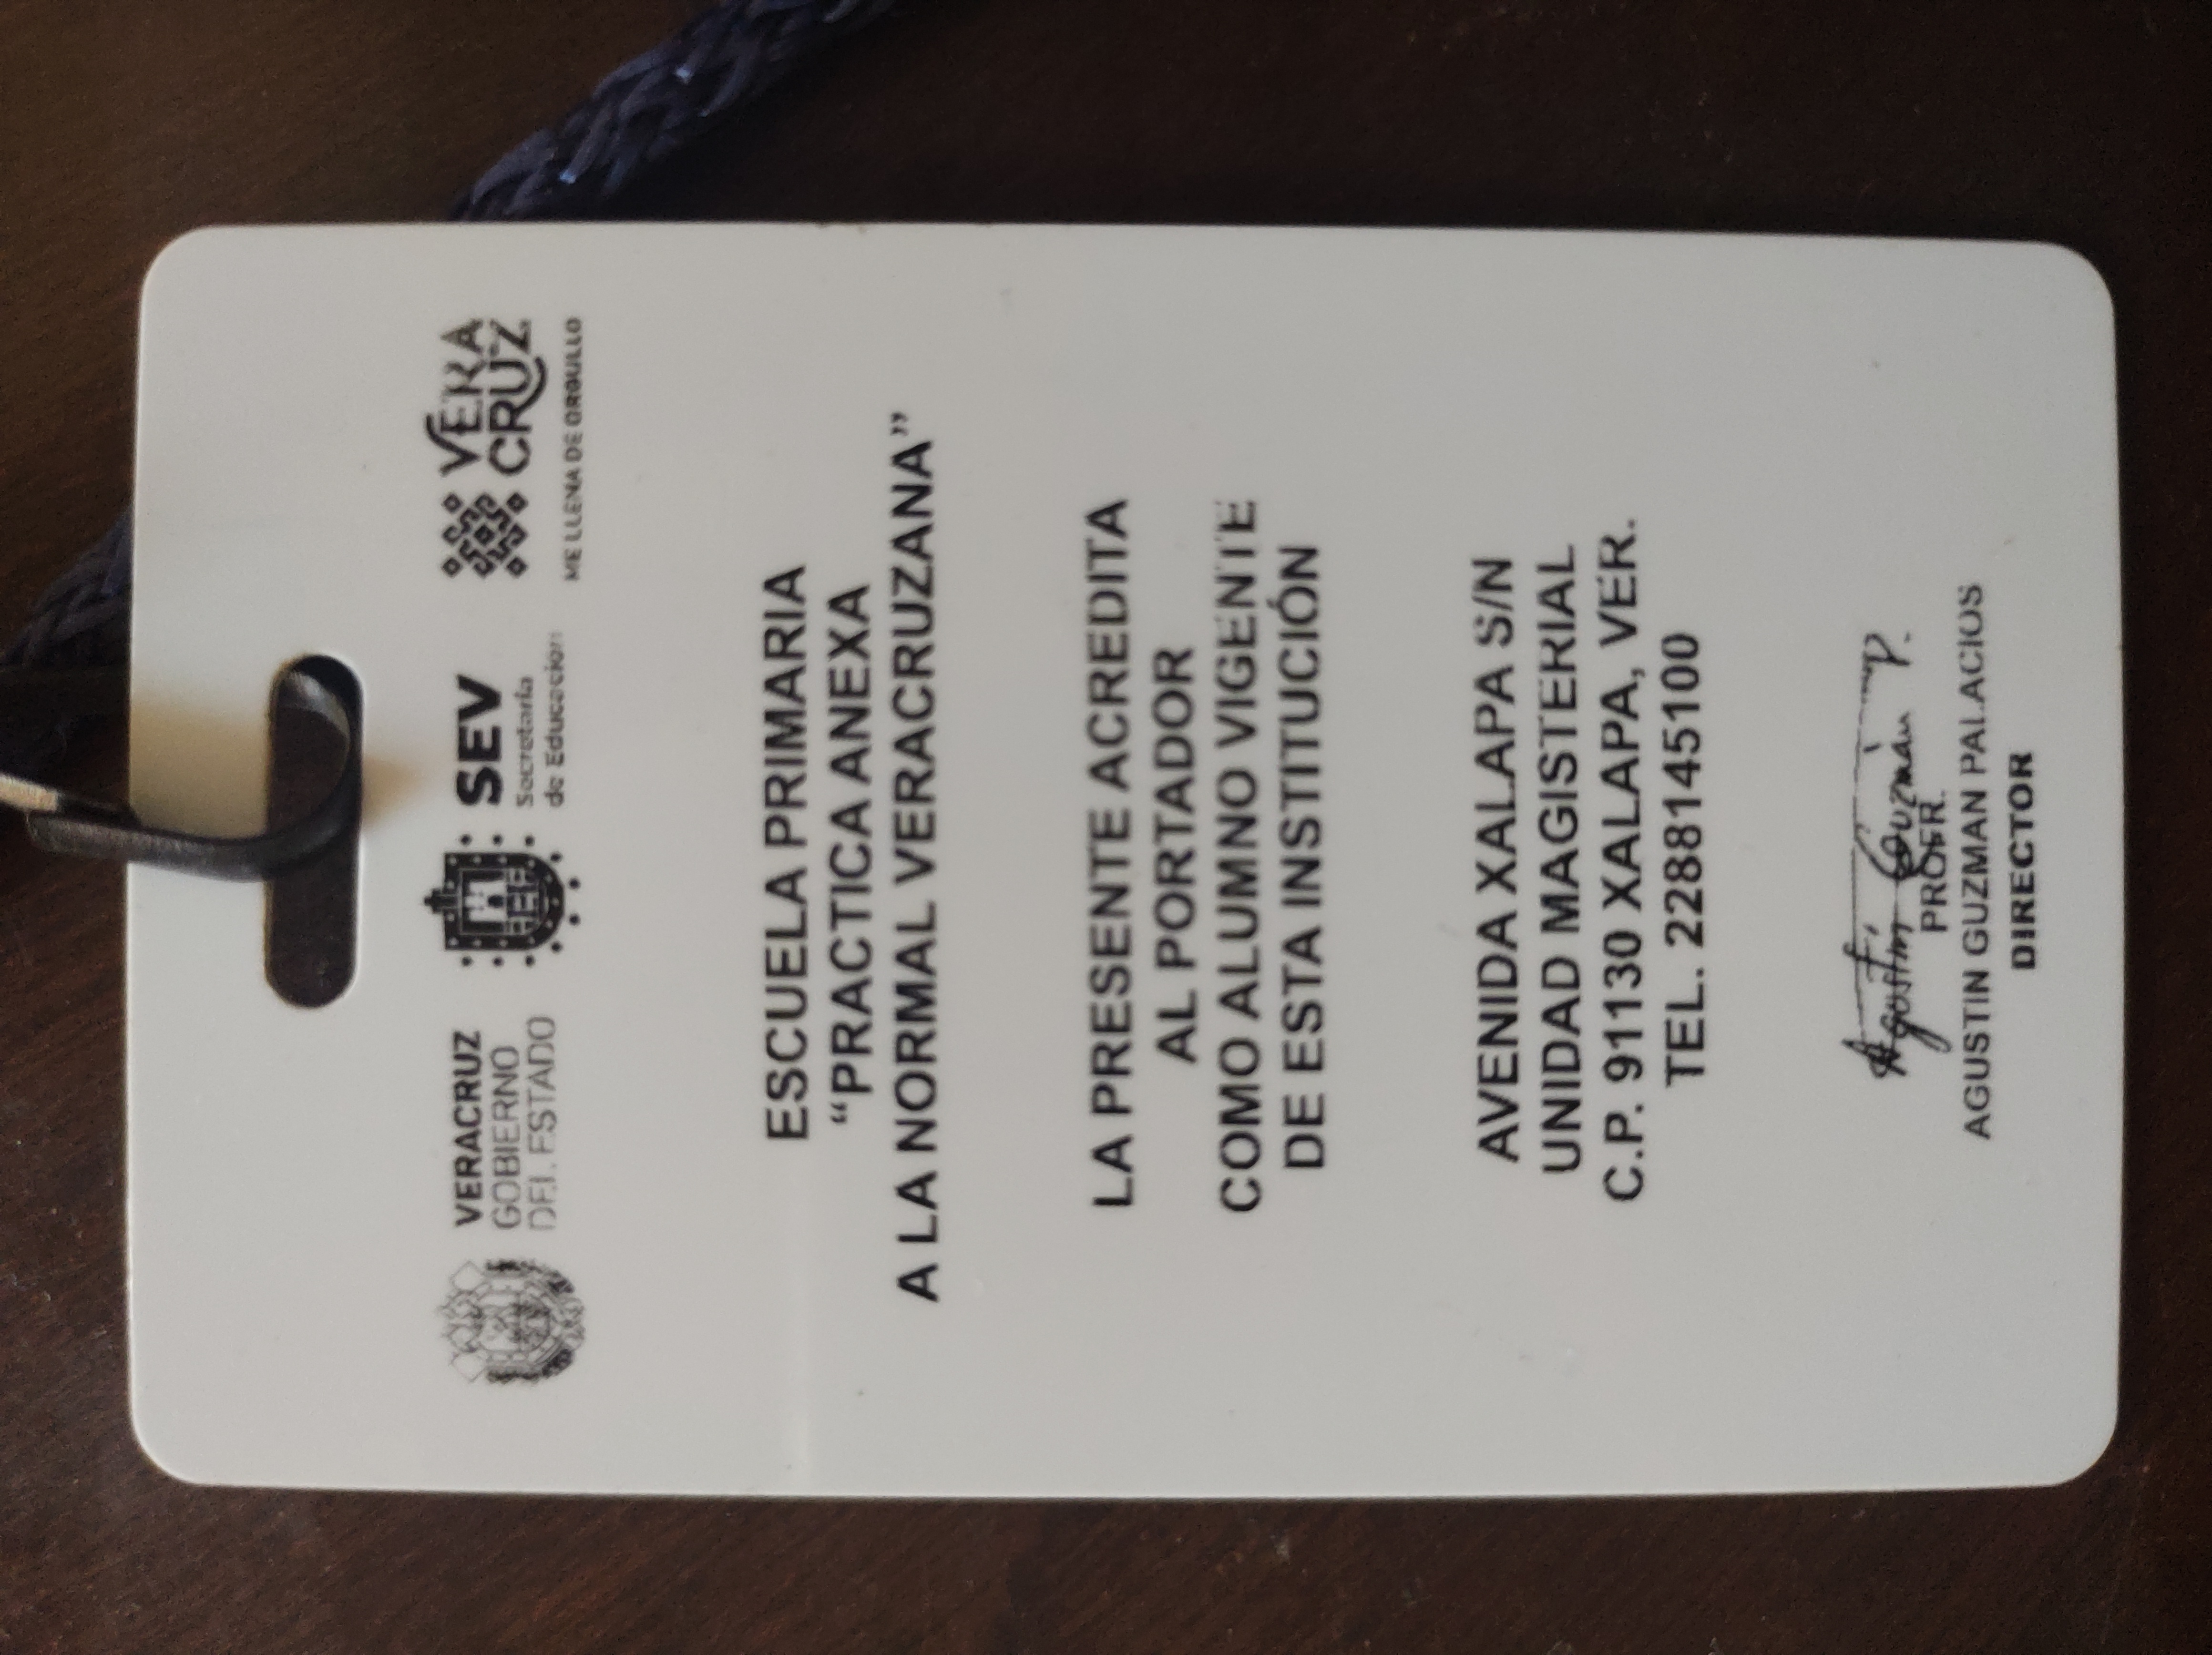 VERACRUZ
GOBIERNO
DEL ESTADO
SEV
Secretaría
de Educación
VERA
CRUZ
ME LLENA DE ORGULLO
ESCUELA PRIMARIA
“PRACTICA ANEXA
A LA NORMAL VERACRUZANA”
LA PRESENTE ACREDITA
AL PORTADOR
COMO ALUMNO VIGENTE
DE ESTA INSTITUCIÓN
AVENIDA XALAPA S/N
UNIDAD MAGISTERIAL
C.P. 91130 XALAPA, VER.
TEL. 2288145100
Agustín Guzmán P.
PROFR.
AGUSTIN GUZMAN PALACIOS
DIRECTOR